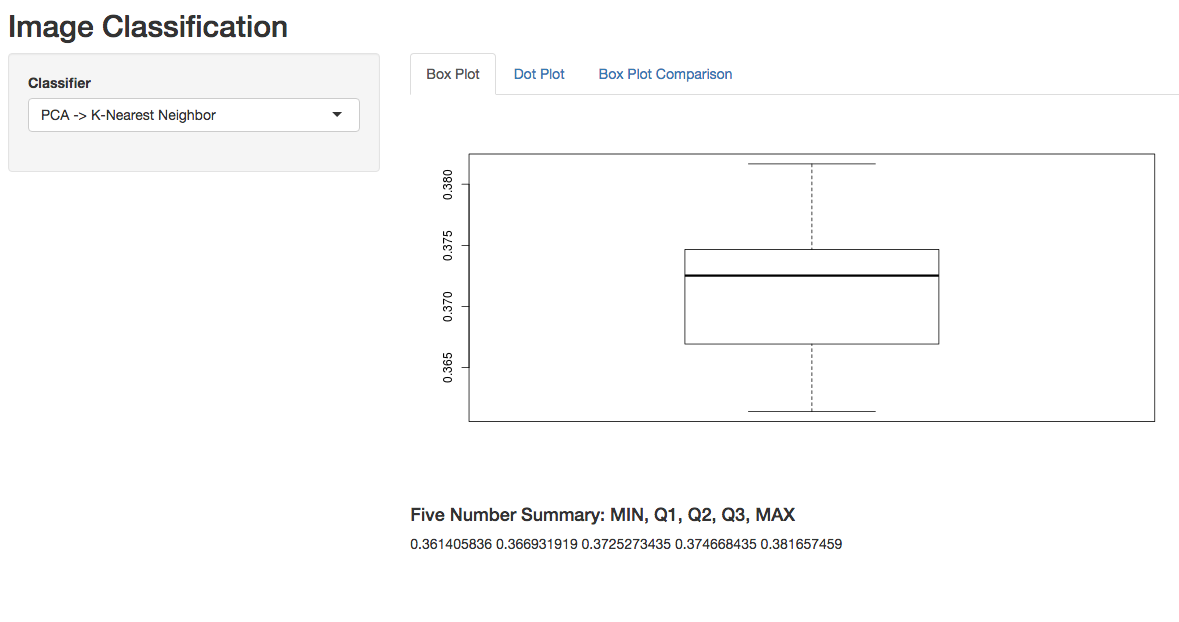 Image Classification
Classifier
PCA -> K-Nearest Neighbor
Box Plot Dot Plot Box Plot Comparison
0.380
0.375
0.370
0.365
Five Number Summary: MIN, Q1, Q2, Q3, MAX
0.361405836 0.366931919 0.3725273435 0.374668435 0.381657459